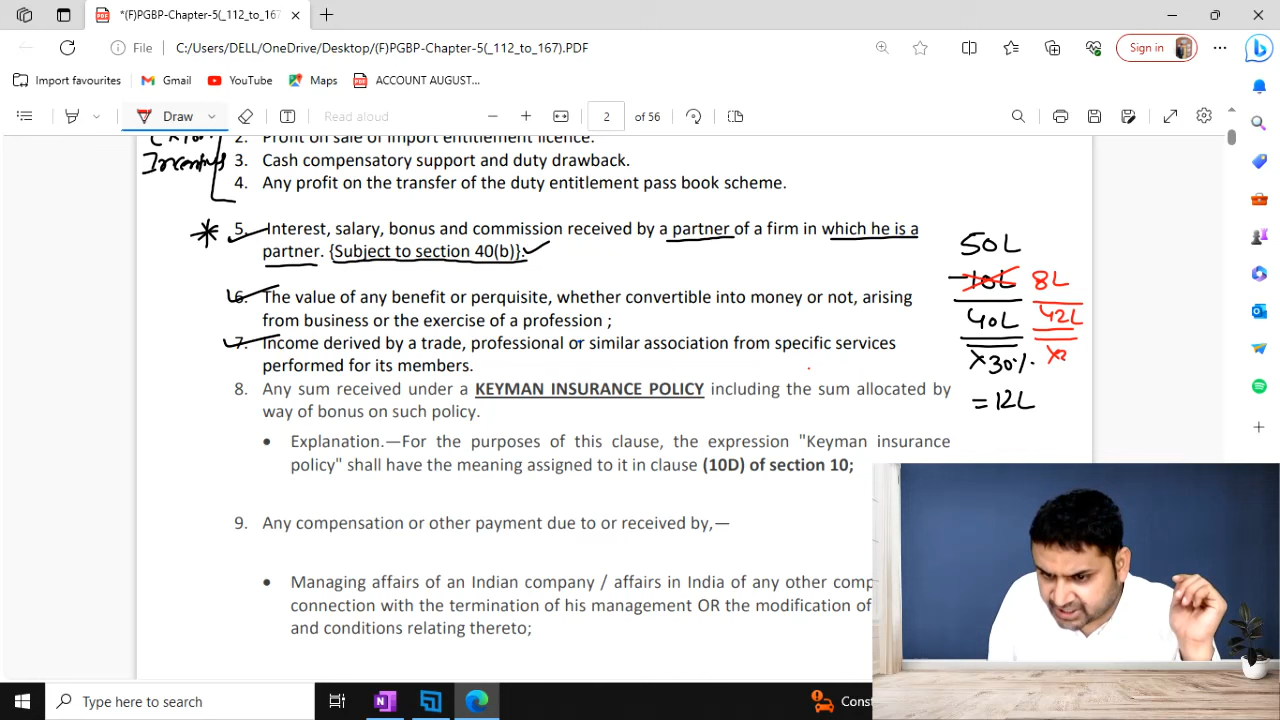 *(F)PGBP-Chapter-5(_112_to_167
File
C:/Users/DELL/OneDrive/Desktop/(F)PGBP-Chapter-5(_112_to_167).PDF
Sign in
Import favourites
Gmail
YouTube
Maps
ACCOUNT AUGUST...
Draw
Read aloud
2
of 56
2. Profit on sale of import entitlement licence.
Incentives
3. Cash compensatory support and duty drawback.
4. Any profit on the transfer of the duty entitlement pass book scheme.
5. Interest, salary, bonus and commission received by a partner of a firm in which he is a
partner. {Subject to section 40(b)}.
6. The value of any benefit or perquisite, whether convertible into money or not, arising
from business or the exercise of a profession ;
7. Income derived by a trade, professional or similar association from specific services
performed for its members.
8. Any sum received under a KEYMAN INSURANCE POLICY including the sum allocated by
way of bonus on such policy.
• Explanation.—For the purposes of this clause, the expression "Keyman insurance
policy" shall have the meaning assigned to it in clause (10D) of section 10;
9. Any compensation or other payment due to or received by,—
• Managing affairs of an Indian company / affairs in India of any other comp
connection with the termination of his management OR the modification of
and conditions relating thereto;
50L
-10L 8L
40L 42L
X30%.
= 12L
Type here to search
Const